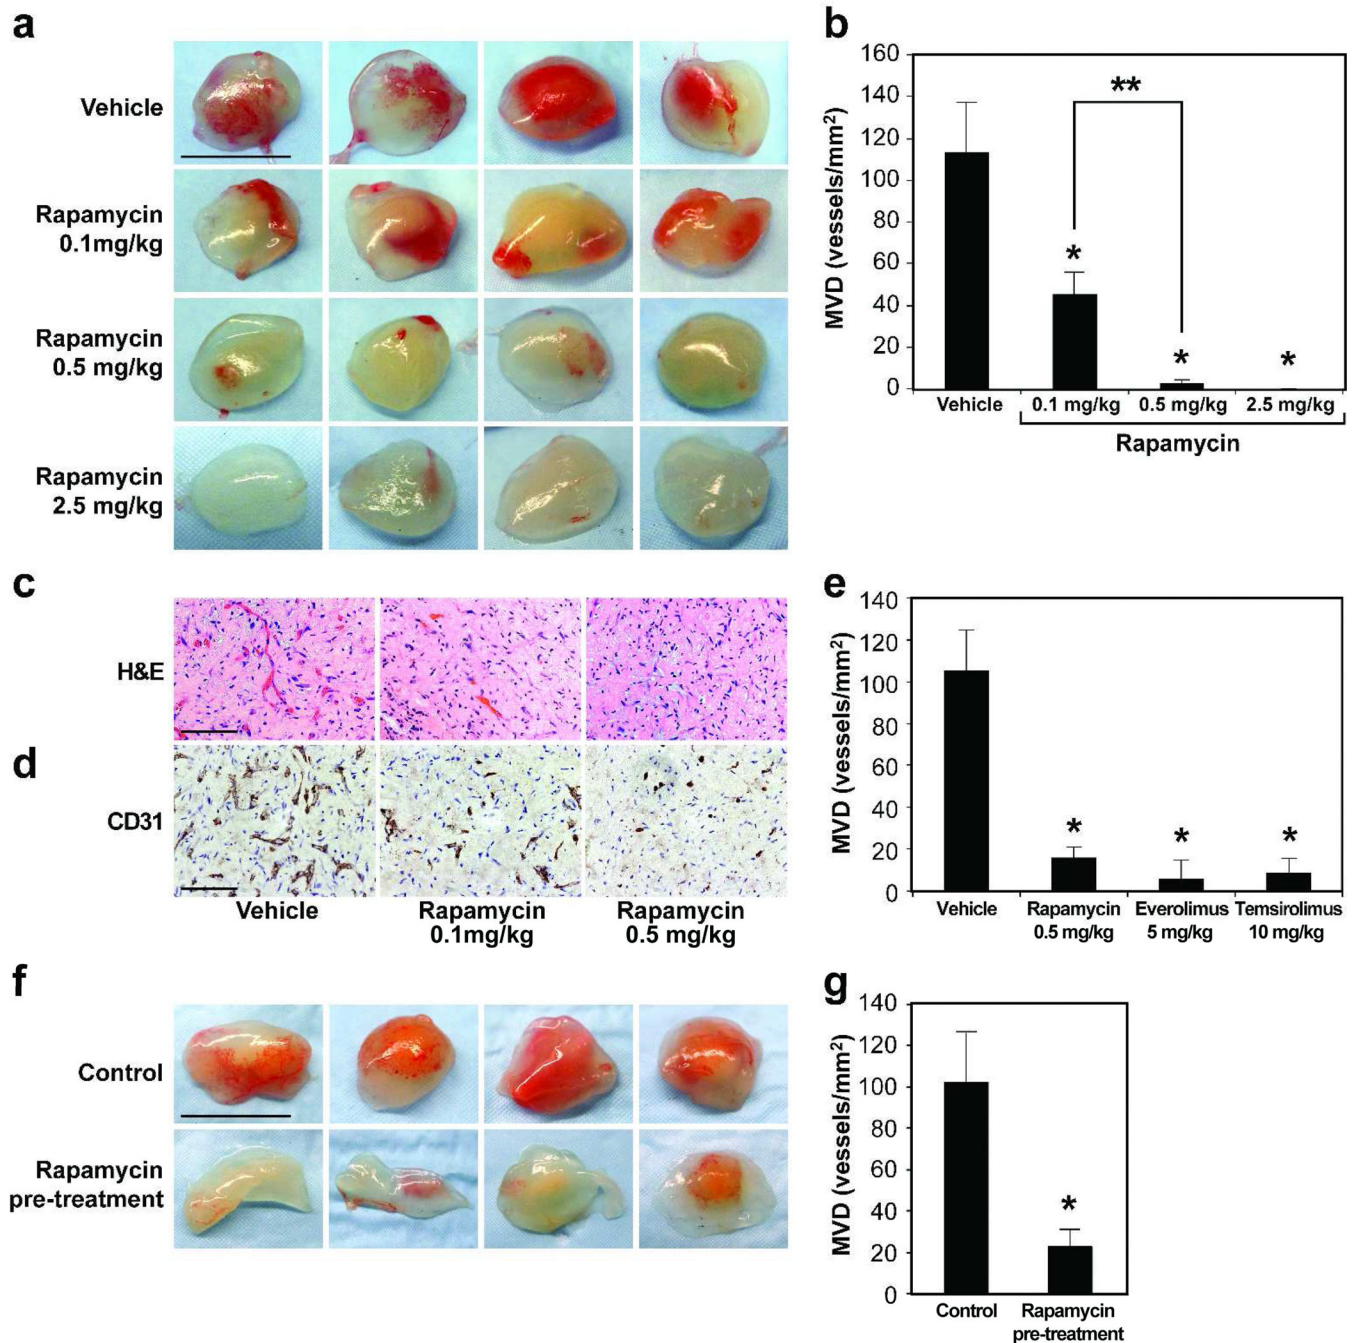 a
Vehicle
Rapamycin
0.1mg/kg
Rapamycin
0.5 mg/kg
Rapamycin
2.5 mg/kg
b
MVD (vessels/mm²)
160
140
120
100
80
60
40
20
0
**
*
*
*
Vehicle
0.1 mg/kg
0.5 mg/kg
2.5 mg/kg
Rapamycin
c
H&E
d
CD31
Vehicle
Rapamycin
0.1mg/kg
Rapamycin
0.5 mg/kg
e
MVD (vessels/mm²)
140
120
100
80
60
40
20
0
*
*
*
Vehicle
Rapamycin
0.5 mg/kg
Everolimus
5 mg/kg
Temsirolimus
10 mg/kg
f
Control
Rapamycin
pre-treatment
g
MVD (vessels/mm²)
140
120
100
80
60
40
20
0
*
Control
Rapamycin
pre-treatment